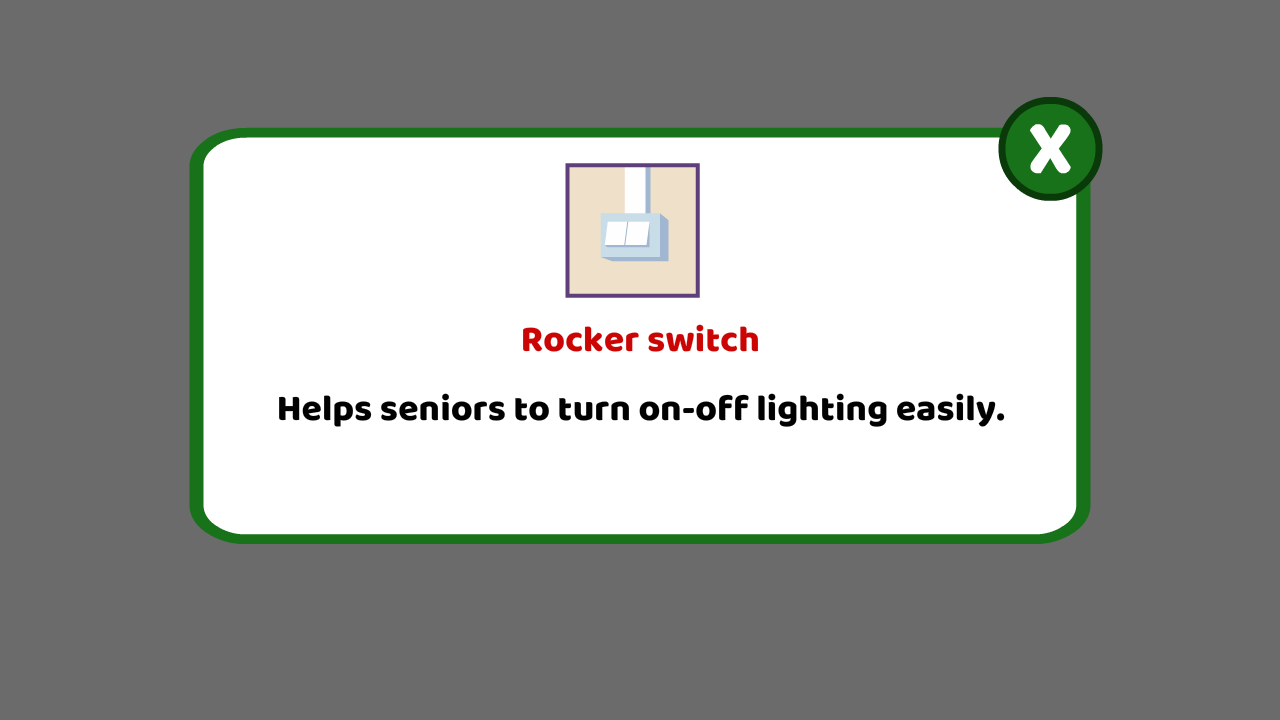 X
Rocker switch
Helps seniors to turn on-off lighting easily.